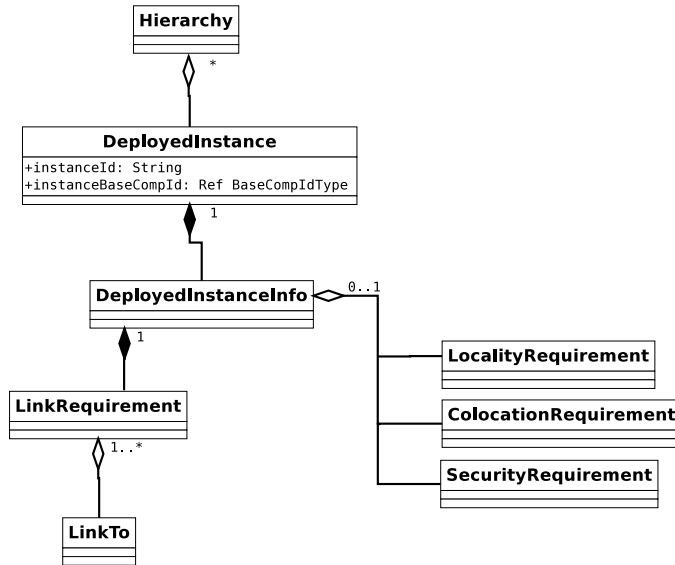 Hierarchy
*
DeployedInstance
+instanceId: String
+instanceBaseCompId: Ref BaseCompIdType
1
DeployedInstanceInfo
0..1
1
LocalityRequirement
LinkRequirement
ColocationRequirement
1..*
SecurityRequirement
LinkTo